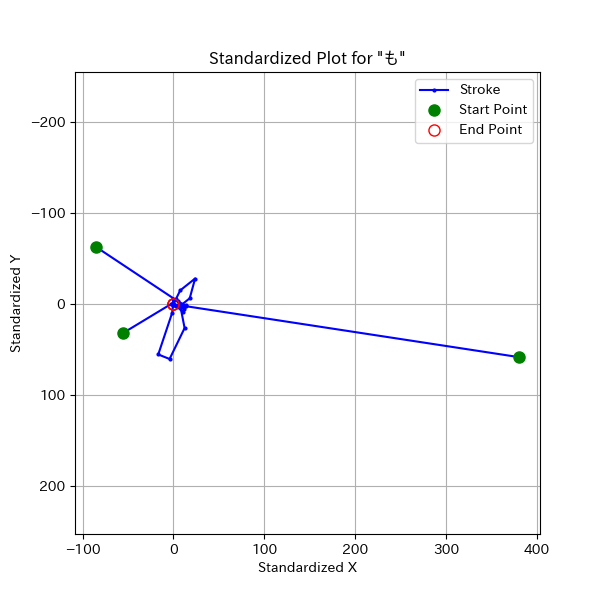 Standardized Plot for "も"
Stroke
Start Point
End Point
Standardized Y
−200
−100
0
100
200
−100 0 100 200 300 400
Standardized X